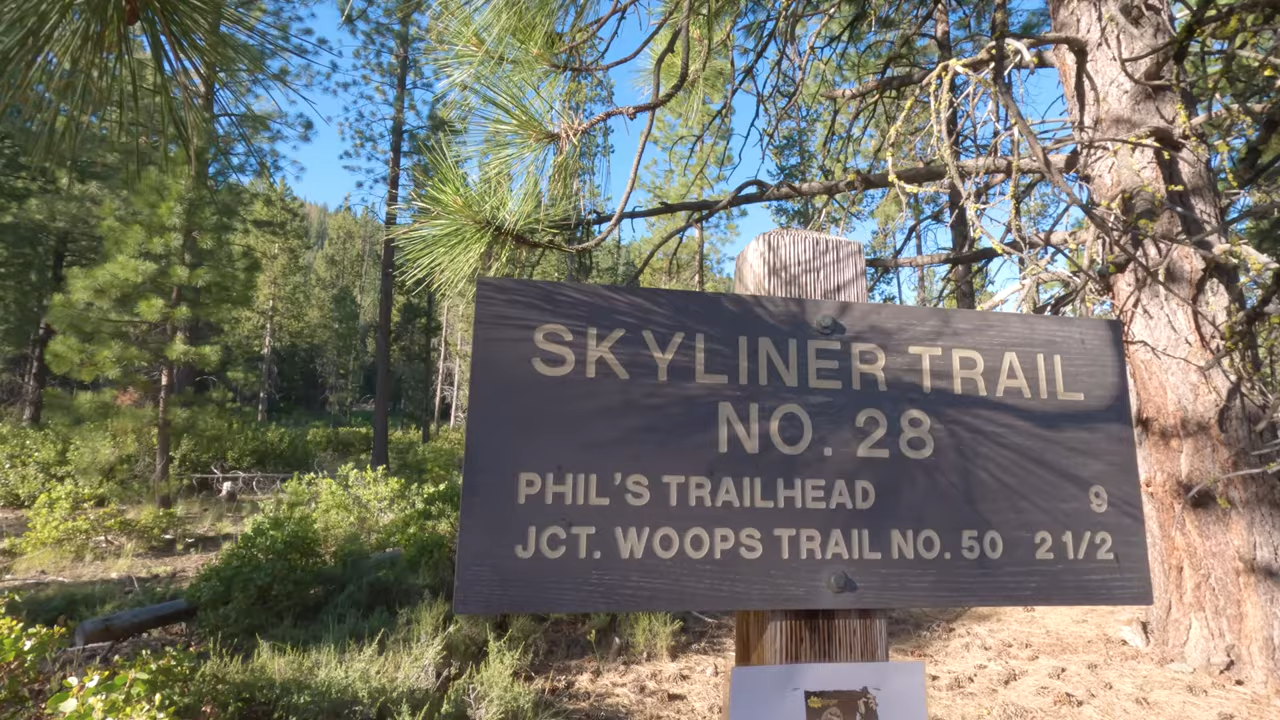 SKYLINER TRAIL
NO. 28
PHIL'S TRAILHEAD 9
JCT. WOOPS TRAIL NO. 50 2 1/2